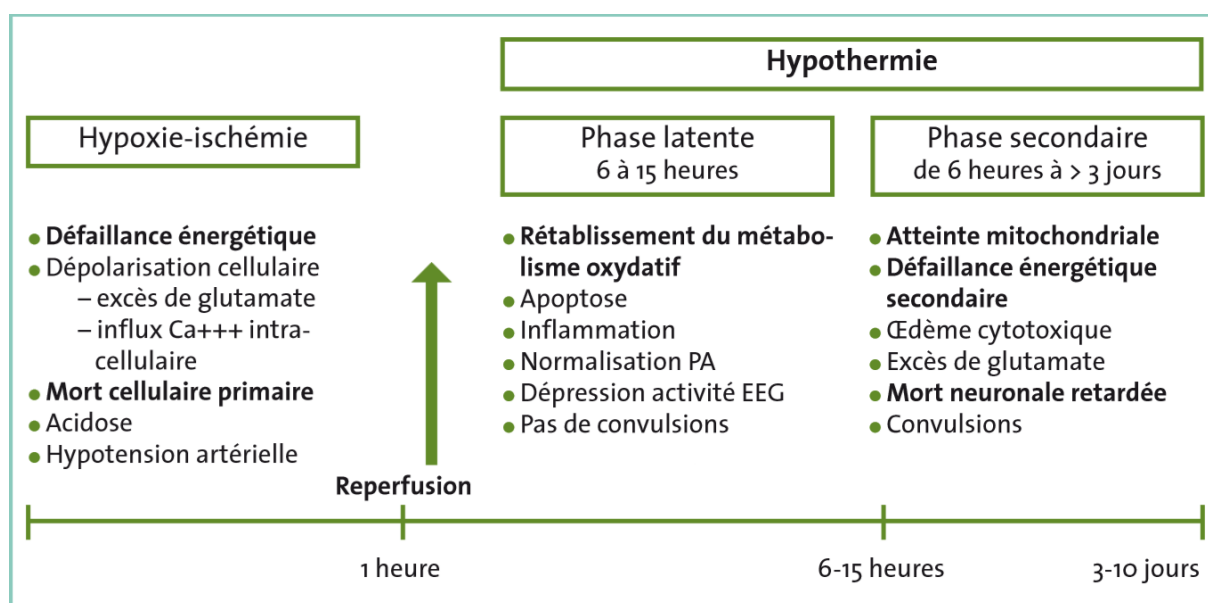 Hypothermie
Hypoxie-ischémie
Phase latente
6 à 15 heures
Phase secondaire
de 6 heures à > 3 jours
• Défaillance énergétique
• Dépolarisation cellulaire
– excès de glutamate
– influx Ca+++ intra-
cellulaire
• Mort cellulaire primaire
• Acidose
• Hypotension artérielle
Reperfusion
• Rétablissement du métabo-
lisme oxydatif
• Apoptose
• Inflammation
• Normalisation PA
• Dépression activité EEG
• Pas de convulsions
• Atteinte mitochondriale
• Défaillance énergétique
secondaire
• Œdème cytotoxique
• Excès de glutamate
• Mort neuronale retardée
• Convulsions
1 heure
6-15 heures
3-10 jours